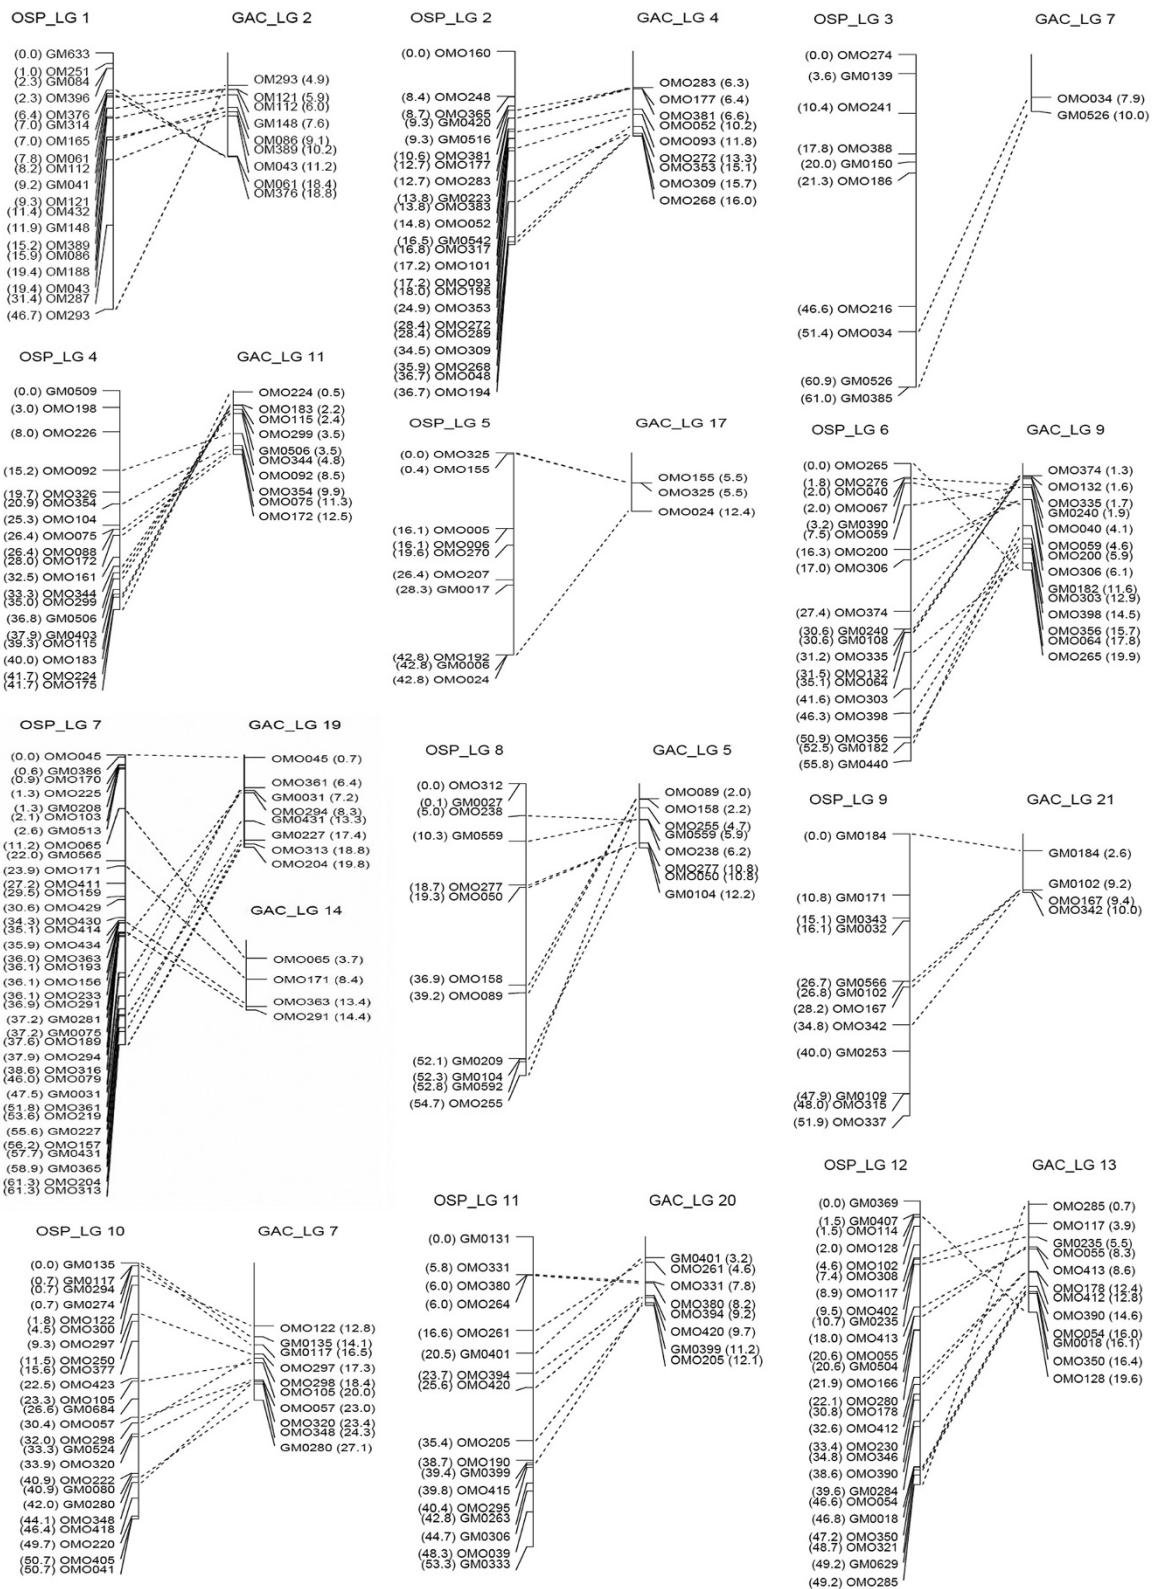 OSP_LG 1
(0.0) GM633
(1.0) OM251
(2.3) GM084
(2.3) OM396
(6.4) OM376
(7.0) GM314
(7.0) OM165
(7.8) OM061
(8.2) OM112
(9.2) GM041
(9.3) OM121
(11.4) OM432
(11.9) GM148
(15.2) OM389
(15.9) OM086
(19.4) OM188
(19.4) OM043
(31.4) OM287
(46.7) OM293
GAC_LG 2
OM293 (4.9)
OM121 (5.9)
OM112 (6.0)
GM148 (7.6)
OM086 (9.1)
OM389 (10.2)
OM043 (11.2)
OM061 (18.4)
OM376 (18.8)
OSP_LG 2
(0.0) OMO160
(8.4) OMO248
(8.7) OMO365
(9.3) GM0420
(9.3) GM0516
(10.6) OMO381
(12.7) OMO177
(12.7) OMO283
(13.8) GM0223
(13.8) OMO383
(14.8) OMO052
(16.5) GM0542
(16.8) OMO317
(17.2) OMO101
(17.2) OMO093
(18.0) OMO195
(24.9) OMO353
(28.4) OMO272
(28.4) OMO289
(34.5) OMO309
(35.9) OMO268
(36.7) OMO048
(36.7) OMO194
GAC_LG 4
OMO283 (6.3)
OMO177 (6.4)
OMO381 (6.6)
OMO052 (10.2)
OMO093 (11.8)
OMO272 (13.3)
OMO353 (15.1)
OMO309 (15.7)
OMO268 (16.0)
OSP_LG 3
(0.0) OMO274
(3.6) GM0139
(10.4) OMO241
(17.8) OMO388
(20.0) GM0150
(21.3) OMO186
(46.6) OMO216
(51.4) OMO034
(60.9) GM0526
(61.0) GM0385
GAC_LG 7
OMO034 (7.9)
GM0526 (10.0)
OSP_LG 4
(0.0) GM0509
(3.0) OMO198
(8.0) OMO226
(15.2) OMO092
(19.7) OMO326
(20.9) OMO354
(25.3) OMO104
(26.4) OMO075
(26.4) OMO088
(28.0) OMO172
(32.5) OMO161
(33.3) OMO344
(35.0) OMO299
(36.8) GM0506
(37.9) GM0403
(39.3) OMO115
(40.0) OMO183
(41.7) OMO224
(41.7) OMO175
GAC_LG 11
OMO224 (0.5)
OMO183 (2.2)
OMO115 (2.4)
OMO299 (3.5)
GM0506 (3.5)
OMO344 (4.8)
OMO092 (8.5)
OMO354 (9.9)
OMO075 (11.3)
OMO172 (12.5)
OSP_LG 5
(0.0) OMO325
(0.4) OMO155
(16.1) OMO005
OMO006
OMO270
(26.4) OMO207
(28.3) GM0017
(42.8) OMO192
(42.8) GM0006
(42.8) OMO024
GAC_LG 17
OMO155 (5.5)
OMO325 (5.5)
OMO024 (12.4)
OSP_LG 6
(0.0) OMO265
(1.8) OMO276
(2.0) OMO040
(2.0) OMO067
(3.2) GM0390
(7.5) OMO059
(16.3) OMO200
(17.0) OMO306
(27.4) OMO374
(30.6) GM0240
(30.6) GM0108
(31.2) OMO335
(31.5) OMO132
(35.1) OMO064
(41.6) OMO303
(46.3) OMO398
(50.9) OMO356
(52.5) GM0182
(55.8) GM0440
GAC_LG 9
OMO374 (1.3)
OMO132 (1.6)
OMO335 (1.7)
GM0240 (1.9)
OMO040 (4.1)
OMO059 (4.6)
OMO200 (5.9)
OMO306 (6.1)
GM0182 (11.6)
OMO303 (12.9)
OMO398 (14.5)
OMO356 (15.7)
OMO064 (17.8)
OMO265 (19.9)
OSP_LG 7
(0.0) OMO045
(0.6) GM0386
(0.9) OMO170
(1.3) OMO225
(1.3) GM0208
(2.1) OMO103
(2.6) GM0513
(11.2) OMO065
(22.0) GM0565
(23.9) OMO171
(27.2) OMO411
(29.5) OMO159
(30.6) OMO429
(34.3) OMO430
(35.1) OMO414
(35.9) OMO434
(36.0) OMO363
(36.1) OMO193
(36.1) OMO156
(36.1) OMO233
(36.9) OMO291
(37.2) GM0281
(37.2) GM0075
(37.6) OMO189
(37.9) OMO294
(38.6) OMO316
(46.0) OMO079
(47.5) GM0031
(51.8) OMO361
(53.6) OMO219
(55.6) GM0227
(56.2) OMO157
(57.7) GM0431
(58.9) GM0365
(61.3) OMO204
(61.3) OMO313
GAC_LG 19
OMO045 (0.7)
OMO361 (6.4)
GM0031 (7.2)
OMO294 (8.3)
GM0431 (13.3)
GM0227 (17.4)
OMO313 (18.8)
OMO204 (19.8)
GAC_LG 14
OMO065 (3.7)
OMO171 (8.4)
OMO363 (13.4)
OMO291 (14.4)
OSP_LG 8
(0.0) OMO312
(0.1) GM0027
(5.0) OMO238
(10.3) GM0559
(18.7) OMO277
(19.3) OMO050
(36.9) OMO158
(39.2) OMO089
(52.1) GM0209
(52.3) GM0104
(52.8) GM0592
(54.7) OMO255
GAC_LG 5
OMO089 (2.0)
OMO158 (2.2)
OMO255 (4.7)
GM0559 (5.9)
OMO238 (6.2)
OMO277 (10.8)
OMO050 (10.8)
GM0104 (12.2)
OSP_LG 9
(0.0) GM0184
(10.8) GM0171
(15.1) GM0343
(16.1) GM0032
(26.7) GM0566
(26.8) GM0102
(28.2) OMO167
(34.8) OMO342
(40.0) GM0253
(47.9) GM0109
(48.0) OMO315
(51.9) OMO337
GAC_LG 21
GM0184 (2.6)
GM0102 (9.2)
OMO167 (9.4)
OMO342 (10.0)
OSP_LG 10
(0.0) GM0135
(0.7) GM0117
(0.7) GM0294
(0.7) GM0274
(1.8) OMO122
(4.5) OMO300
(9.3) OMO297
(11.5) OMO250
(15.6) OMO377
(22.5) OMO423
(23.3) OMO105
(26.6) GM0684
(30.4) OMO057
(32.0) OMO298
(33.3) GM0524
(33.9) OMO320
(40.9) OMO222
(40.9) GM0080
(42.0) GM0280
(44.1) OMO348
(46.4) OMO418
(49.7) OMO220
(50.7) OMO405
(50.7) OMO041
GAC_LG 7
OMO122 (12.8)
GM0135 (14.1)
GM0117 (16.5)
OMO297 (17.3)
OMO298 (18.4)
OMO105 (20.0)
OMO057 (23.0)
OMO320 (23.4)
OMO348 (24.3)
GM0280 (27.1)
OSP_LG 11
(0.0) GM0131
(5.8) OMO331
(6.0) OMO380
(6.0) OMO264
(16.6) OMO261
(20.5) GM0401
(23.7) OMO394
(25.6) OMO420
(35.4) OMO205
(38.7) OMO190
(39.4) GM0399
(39.8) OMO415
(40.4) OMO295
(42.8) GM0263
(44.7) GM0306
(48.3) OMO039
(53.3) GM0333
GAC_LG 20
GM0401 (3.2)
OMO261 (4.6)
OMO331 (7.8)
OMO380 (8.2)
OMO394 (9.2)
OMO420 (9.7)
GM0399 (11.2)
OMO205 (12.1)
OSP_LG 12
(0.0) GM0369
(1.5) GM0407
(1.5) OMO114
(2.0) OMO128
(4.6) OMO102
(7.4) OMO308
(8.9) OMO117
(9.5) OMO402
(10.7) GM0235
(18.0) OMO413
(20.6) OMO055
(20.6) GM0504
(21.9) OMO166
(22.1) OMO280
(30.8) OMO178
(32.6) OMO412
(33.4) OMO230
(34.8) OMO346
(38.6) OMO390
(39.6) GM0284
(46.6) OMO054
(46.8) GM0018
(47.2) OMO350
(48.7) OMO321
(49.2) GM0629
(49.2) OMO285
GAC_LG 13
OMO285 (0.7)
OMO117 (3.9)
GM0235 (5.5)
OMO055 (8.3)
OMO413 (8.6)
OMO178 (12.4)
OMO412 (12.8)
OMO390 (14.6)
OMO054 (16.0)
GM0018 (16.1)
OMO350 (16.4)
OMO128 (19.6)